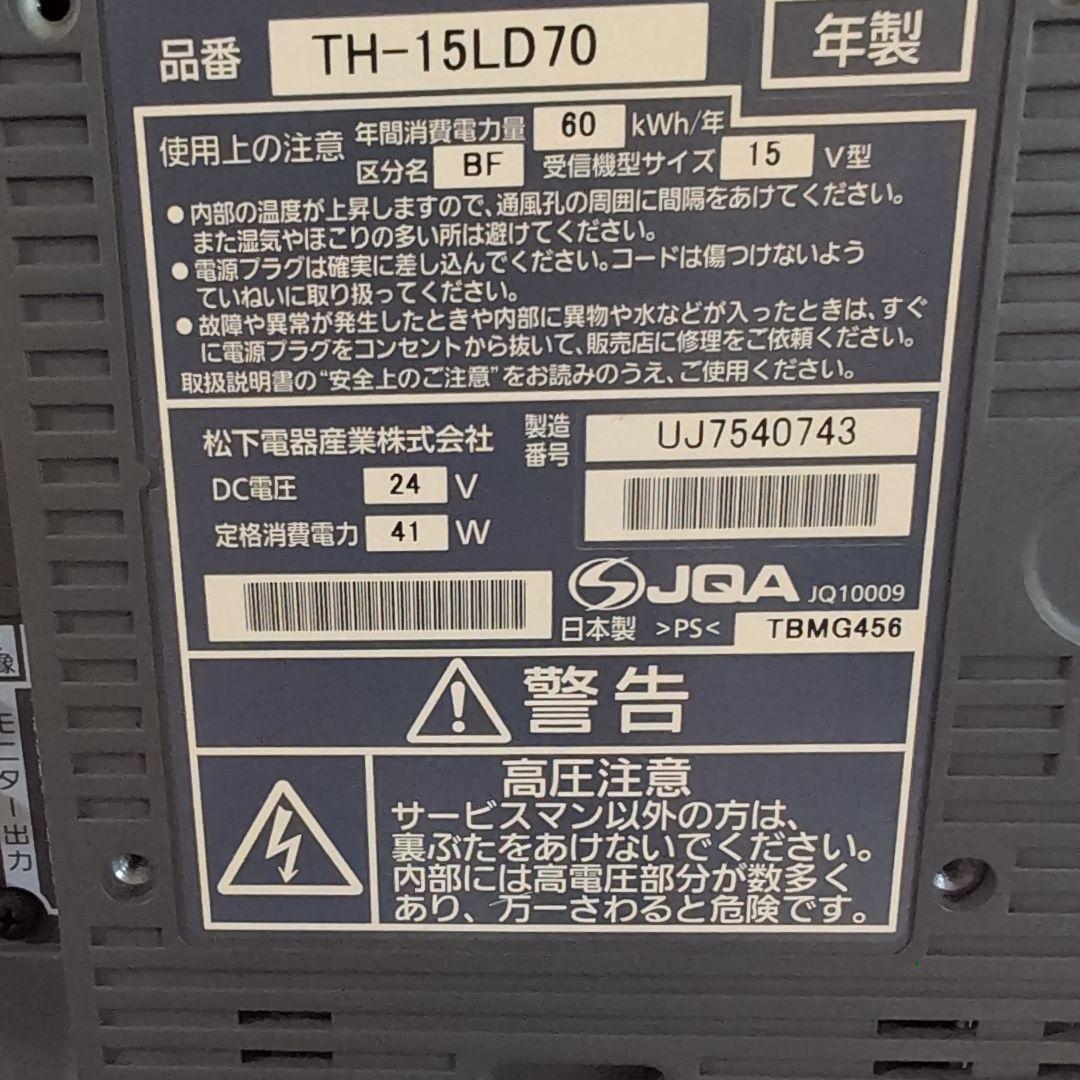 品番 TH-15LD70 年製
使用上の注意 年間消費電力量 60 kWh/年
区分名 BF 受信機型サイズ 15 V型
●内部の温度が上昇しますので、通風孔の周囲に間隔をあけてください。
また湿気やほこりの多い所は避けてください。
●電源プラグは確実に差し込んでください。コードは傷つけないよう
ていねいに取り扱ってください。
●故障や異常が発生したときや内部に異物や水などが入ったときは、すぐ
に電源プラグをコンセントから抜いて、販売店に修理をご依頼ください。
取扱説明書の"安全上のご注意"をお読みのうえ、ご使用ください。
松下電器産業株式会社
製造番号 UJ7540743
DC電圧 24 V
定格消費電力 41 W
JQA JQ10009
日本製 >PS< TBMG456
警告
高圧注意
サービスマン以外の方は、
裏ぶたをあけないでください。
内部には高電圧部分が数多く
あり、万一さわると危険です。
像
モニター出力